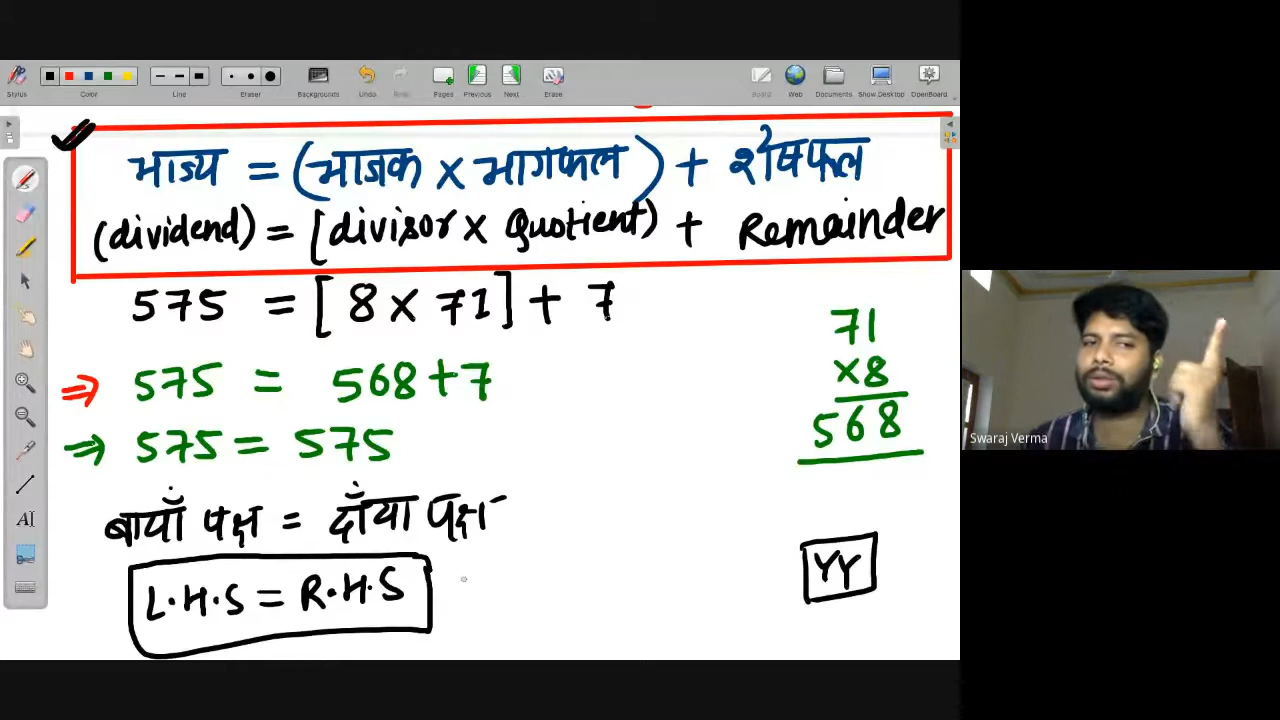 Stylus Color Line Eraser Backgrounds Undo Redo Pages Previous Next Erase Board Web Documents Show Desktop OpenBoard
भाज्य = (भाजक × भागफल) + शेषफल
(dividend) = [divisor × Quotient) + Remainder
575 = [8 × 71] + 7
71
×8
568
⇒ 575 = 568+7
⇒ 575 = 575
बायाँ पक्ष = दाँया पक्ष
L.H.S = R.H.S
YY
Swaraj Verma